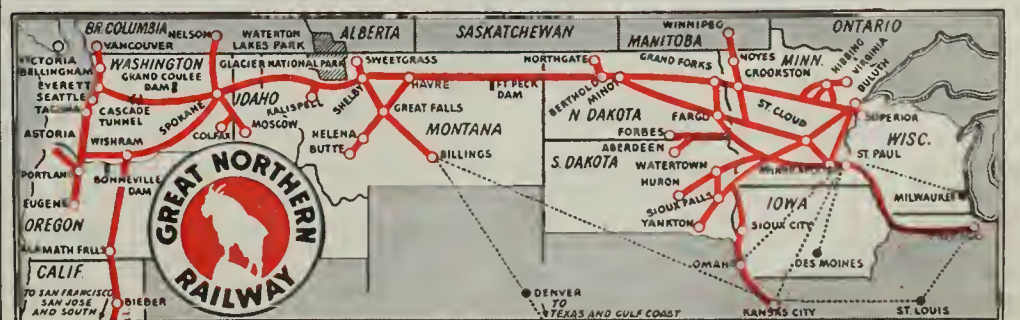 BR. COLUMBIA
NELSON
VANCOUVER
WATERTON
LAKES PARK
ALBERTA
SASKATCHEWAN
WINNIPEG
MANITOBA
ONTARIO
WASHINGTON
GRAND COULEE
DAM
GLACIER NATIONAL PARK
SWEETGRASS
NORTHGATE
GRAND FORKS
NOYES
CROOKSTON
MINN.
HIBBING
VIRGINIA
DULUTH
BELLINGHAM
EVERETT
SEATTLE
CASCADE
TUNNEL
SPOKANE
IDAHO
KALISPELL
SHELBY
HAVRE
FT PECK
DAM
BERTHOLD
MINOT
N. DAKOTA
FARGO
ST. CLOUD
SUPERIOR
WISC.
ASTORIA
WISHRAM
COLFAX
MOSCOW
GREAT FALLS
HELENA
BUTTE
MONTANA
BILLINGS
FORBES
ABERDEEN
S. DAKOTA
WATERTOWN
HURON
SIOUX FALLS
YANKTON
ST. PAUL
PORTLAN
BONNEVILLE
DAM
EUGENE
OREGON
MATH FALLS
CALIF.
TO SAN FRANCISCO
SAN JOSE
AND SOUTH
BIEBER
GREAT NORTHERN
RAILWAY
IOWA
SIOUX CITY
MILWAUKEE
OMAHA
DES MOINES
DENVER
TO
TEXAS AND GULF COAST
KANSAS CITY
ST. LOUIS